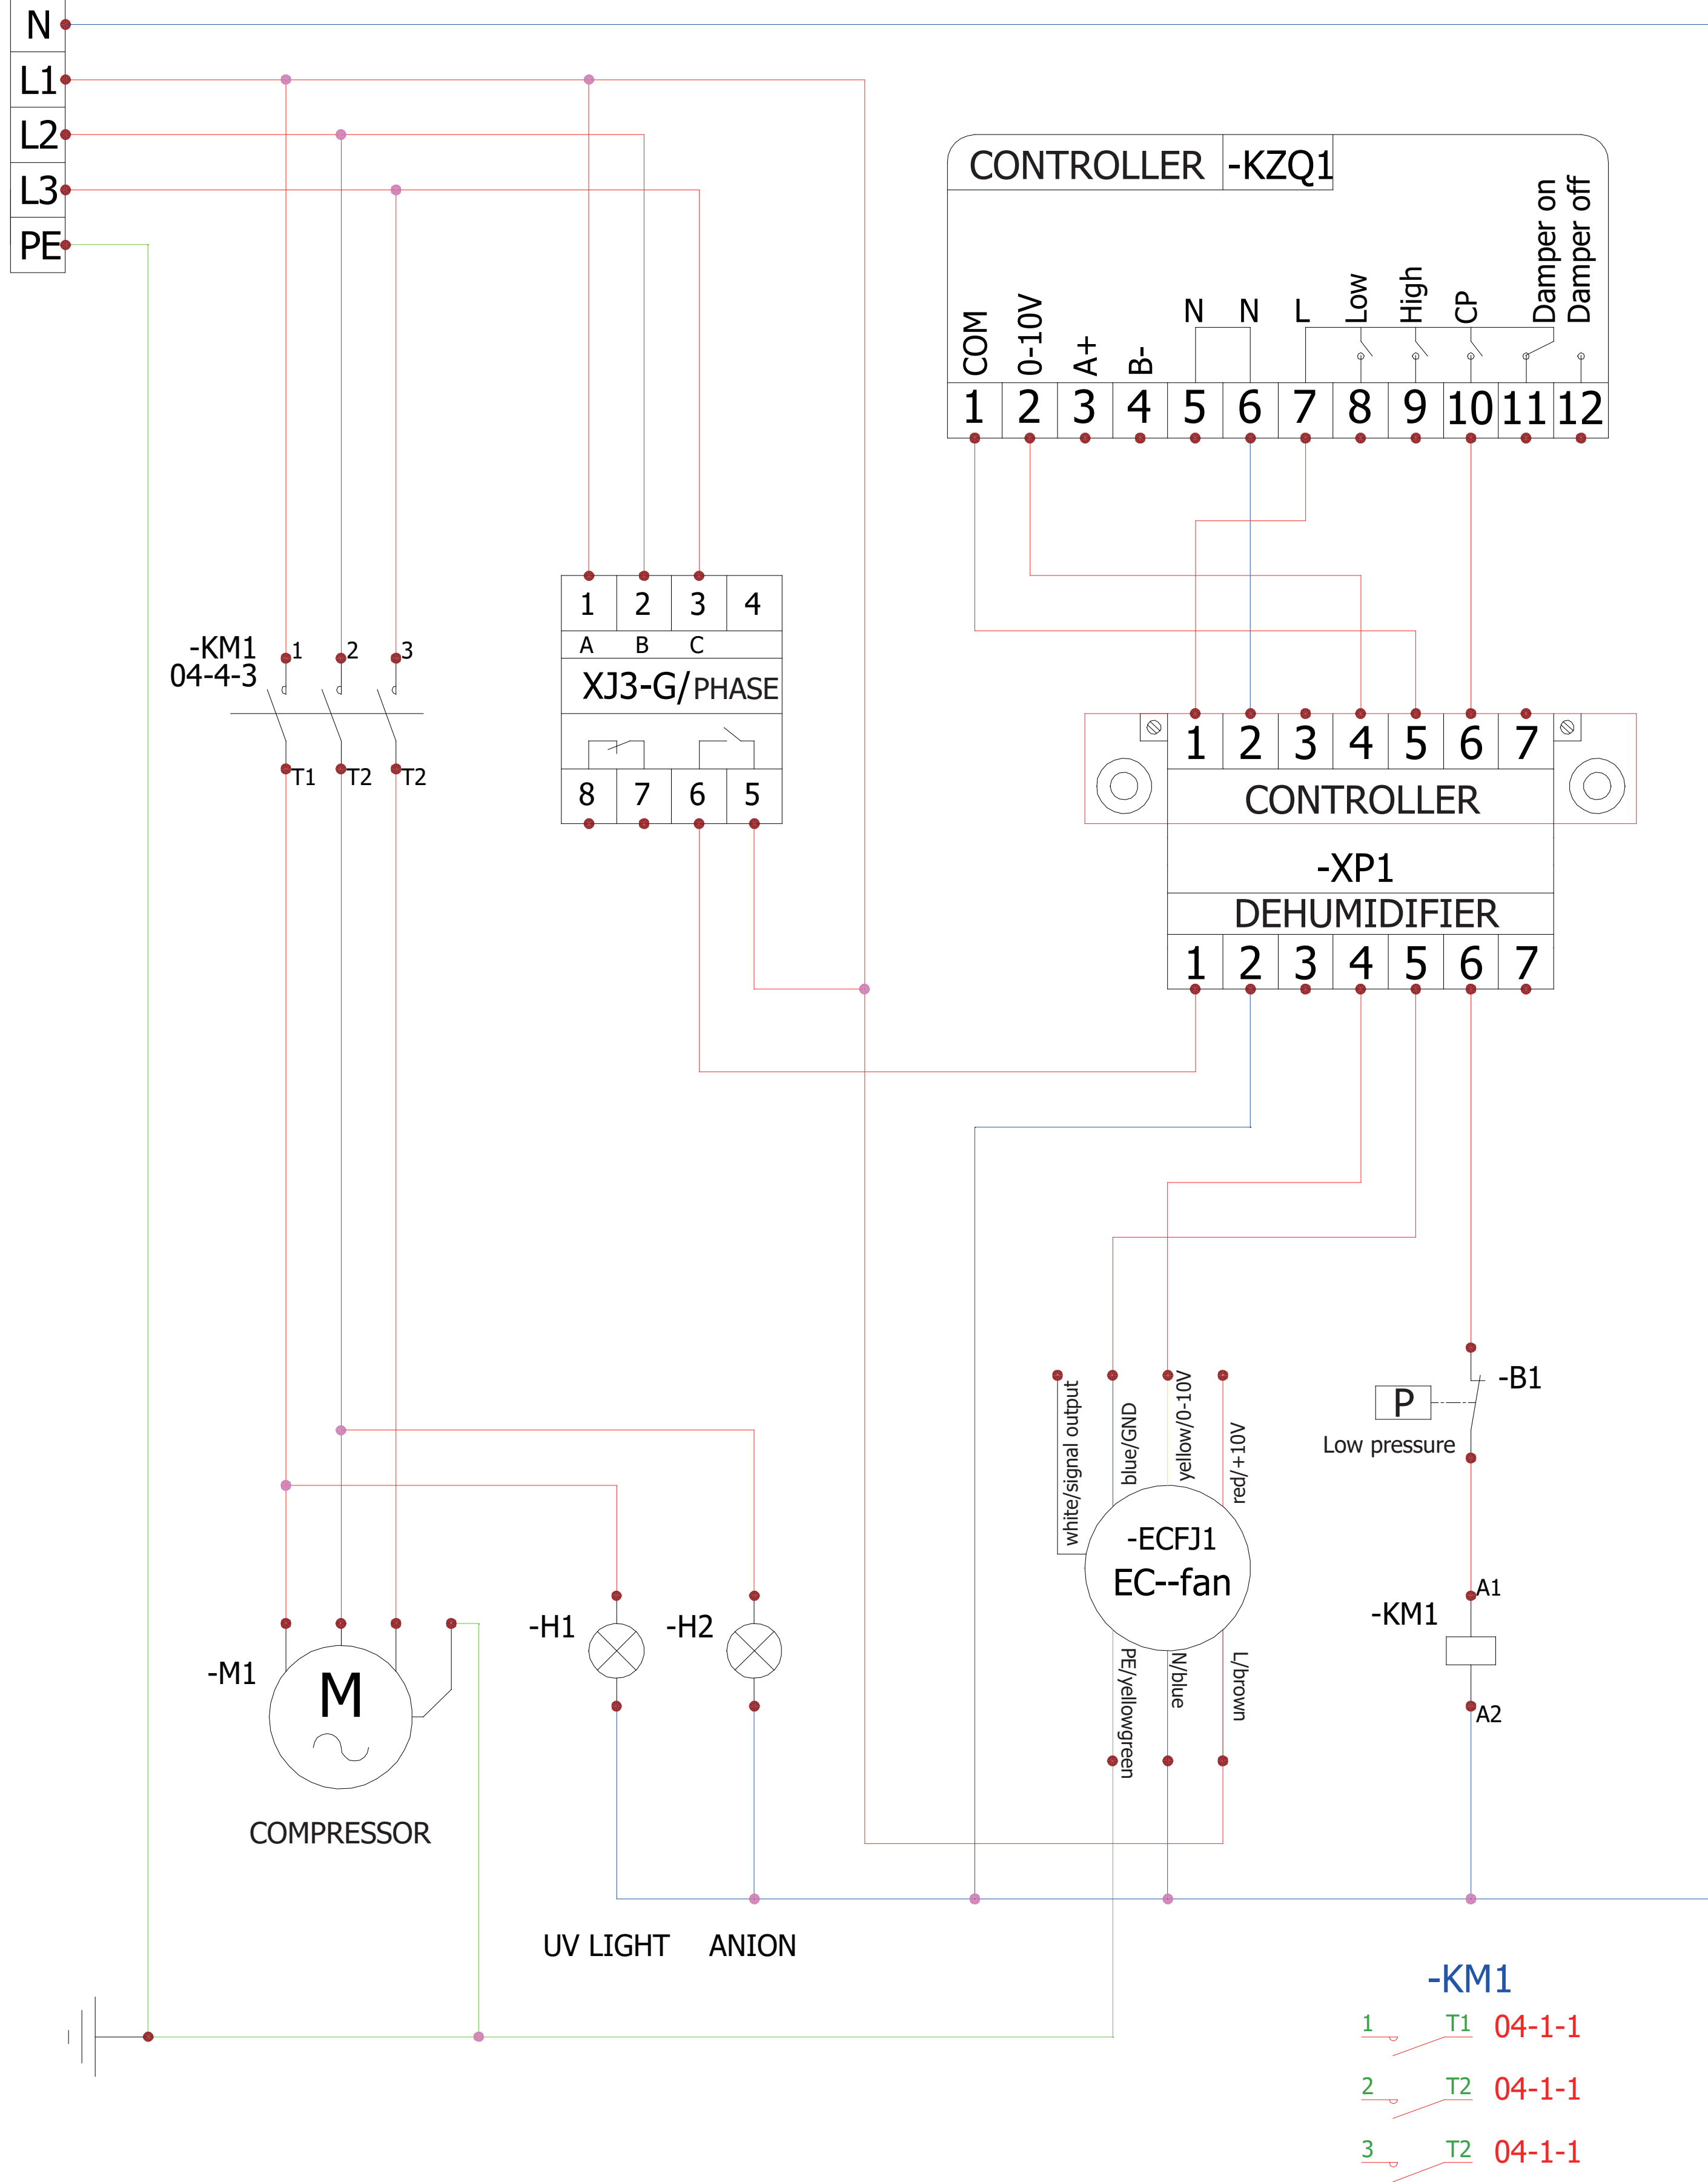 N
L1
L2
L3
PE
CONTROLLER -KZQ1
COM 0-10V A+ B- N N L Low High CP Damper on Damper off
1 2 3 4 5 6 7 8 9 10 11 12
-KM1
04-4-3
1 2 3
T1 T2 T2
1 2 3 4
A B C
XJ3-G/PHASE
8 7 6 5
1 2 3 4 5 6 7
CONTROLLER
-XP1
DEHUMIDIFIER
1 2 3 4 5 6 7
-B1
P
Low pressure
white/signal output
blue/GND
yellow/0-10V
red/+10V
-ECFJ1
EC--fan
PE/yellowgreen
N/blue
L/brown
A1
-KM1
A2
-M1
M
COMPRESSOR
-H1
-H2
UV LIGHT
ANION
-KM1
1 T1 04-1-1
2 T2 04-1-1
3 T2 04-1-1